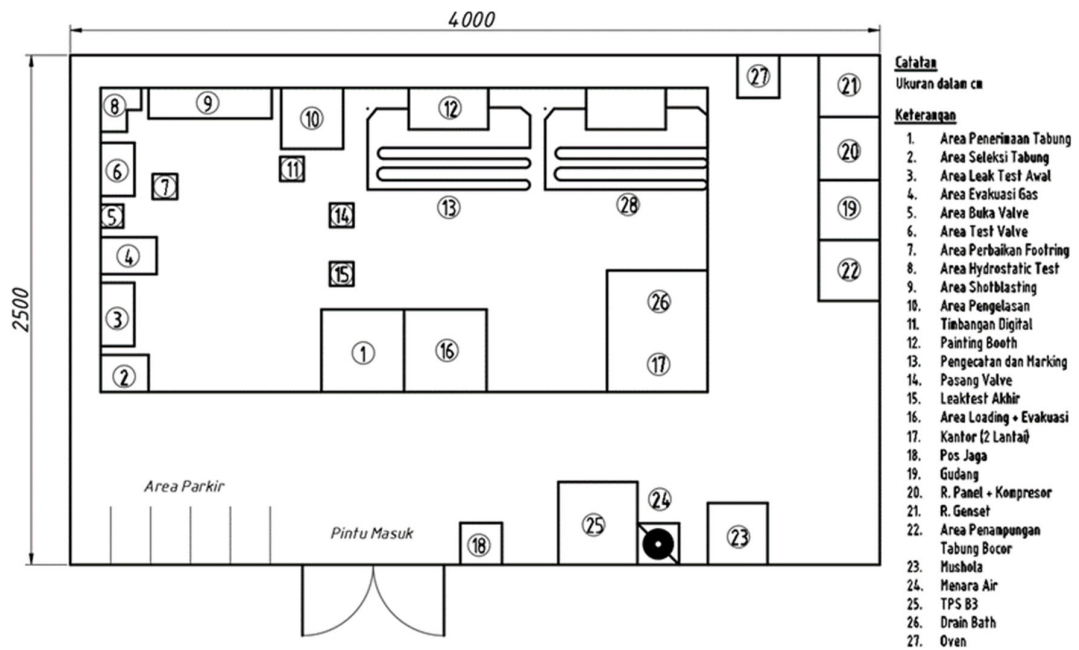 4000
2500
27
21
8
9
10
12
20
6
7
11
5
14
13
28
19
4
15
22
26
3
1
16
17
2
Area Parkir
Pintu Masuk
18
25
24
23
Catatan
Ukuran dalam cm
Keterangan
1. Area Penerimaan Tabung
2. Area Seleksi Tabung
3. Area Leak Test Awal
4. Area Evakuasi Gas
5. Area Buka Valve
6. Area Test Valve
7. Area Perbaikan Footring
8. Area Hydrostatic Test
9. Area Shotblasting
10. Area Pengelasan
11. Timbangan Digital
12. Painting Booth
13. Pengecatan dan Marking
14. Pasang Valve
15. Leaktest Akhir
16. Area Loading + Evakuasi
17. Kantor (2 Lantai)
18. Pos Jaga
19. Gudang
20. R. Panel + Kompresor
21. R. Genset
22. Area Penampungan
Tabung Bocor
23. Mushola
24. Menara Air
25. TPS B3
26. Drain Bath
27. Oven